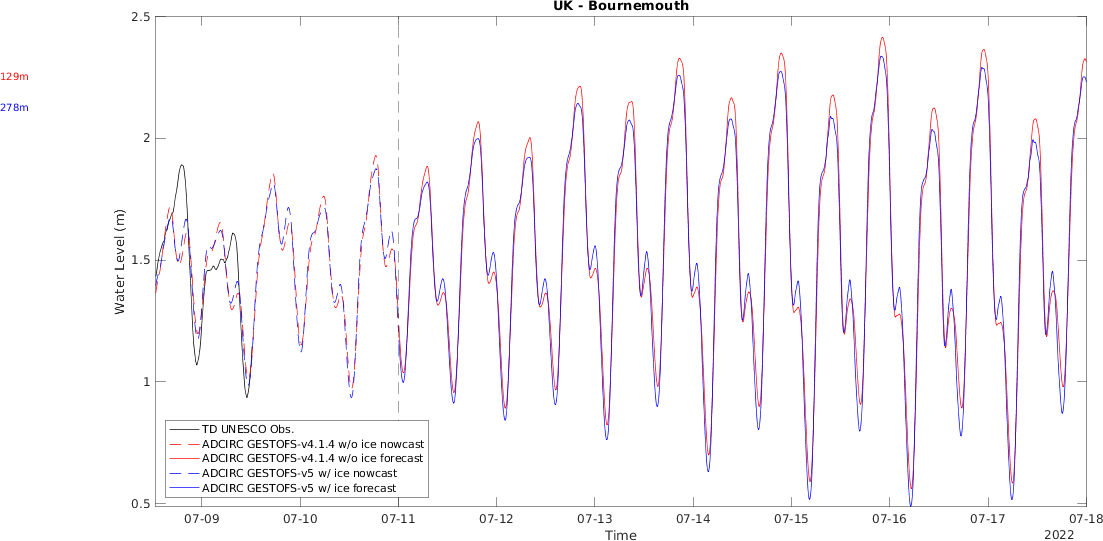 UK - Bournemouth
129m
278m
2.5
2
1.5
1
0.5
Water Level (m)
TD UNESCO Obs.
ADCIRC GESTOFS-v4.1.4 w/o ice nowcast
ADCIRC GESTOFS-v4.1.4 w/o ice forecast
ADCIRC GESTOFS-v5 w/ ice nowcast
ADCIRC GESTOFS-v5 w/ ice forecast
07-09 07-10 07-11 07-12 07-13 07-14 07-15 07-16 07-17 07-18
Time
2022